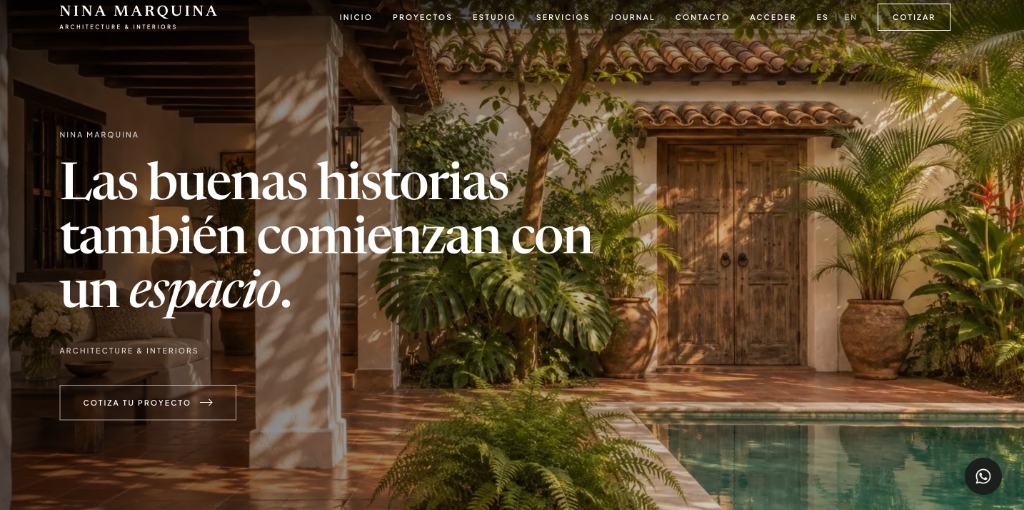 NINA MARQUINA
ARCHITECTURE & INTERIORS
INICIO PROYECTOS ESTUDIO SERVICIOS JOURNAL CONTACTO ACCEDER ES | EN COTIZAR
NINA MARQUINA
Las buenas historias
también comienzan con
un espacio.
ARCHITECTURE & INTERIORS
COTIZA TU PROYECTO →